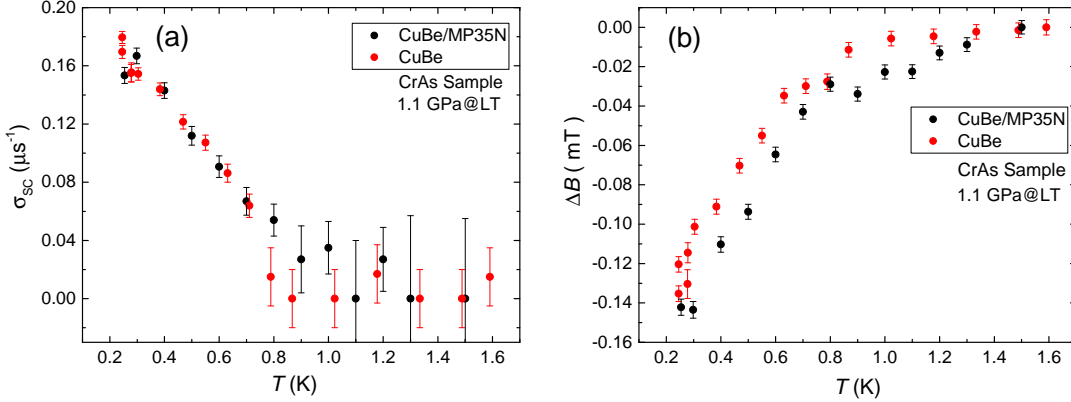 (a)
CuBe/MP35N
CuBe
CrAs Sample
1.1 GPa@LT
0.20
0.16
0.12
0.08
0.04
0.00
σSC (μs-1)
0.2 0.4 0.6 0.8 1.0 1.2 1.4 1.6
T (K)
(b)
CuBe/MP35N
CuBe
CrAs Sample
1.1 GPa@LT
0.00
-0.02
-0.04
-0.06
-0.08
-0.10
-0.12
-0.14
-0.16
ΔB ( mT)
0.2 0.4 0.6 0.8 1.0 1.2 1.4 1.6
T (K)